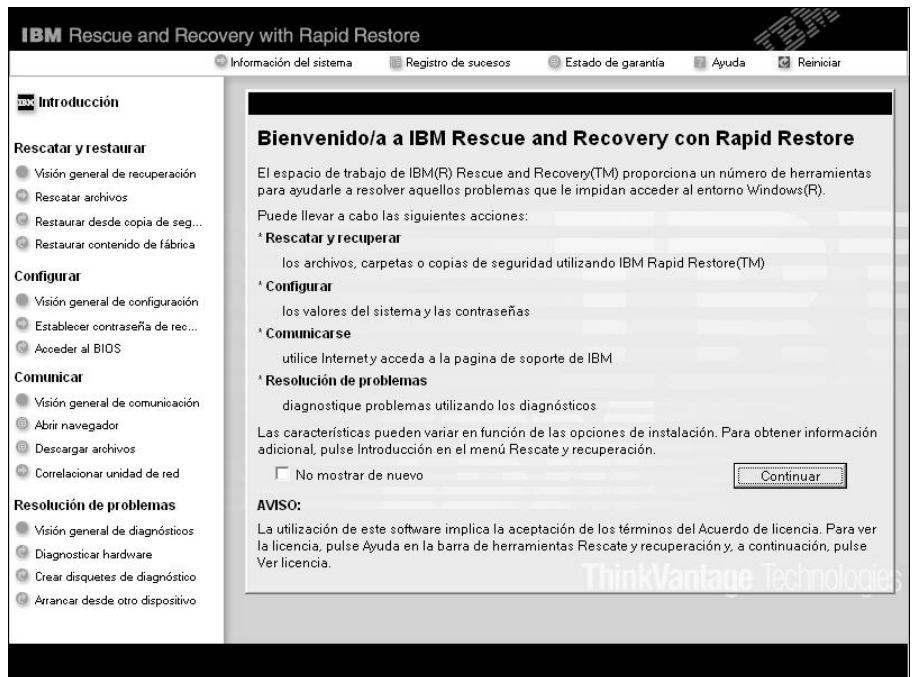 IBM Rescue and Recovery with Rapid Restore
IBM
Información del sistema
Registro de sucesos
Estado de garantía
Ayuda
Reiniciar
Introducción
Rescatar y restaurar
Visión general de recuperación
Rescatar archivos
Restaurar desde copia de seg...
Restaurar contenido de fábrica
Configurar
Visión general de configuración
Establecer contraseña de rec...
Acceder al BIOS
Comunicar
Visión general de comunicación
Abrir navegador
Descargar archivos
Correlacionar unidad de red
Resolución de problemas
Visión general de diagnósticos
Diagnosticar hardware
Crear disquetes de diagnóstico
Arrancar desde otro dispositivo
Bienvenido/a a IBM Rescue and Recovery con Rapid Restore
El espacio de trabajo de IBM(R) Rescue and Recovery(TM) proporciona un número de herramientas
para ayudarle a resolver aquellos problemas que le impidan acceder al entorno Windows(R).
Puede llevar a cabo las siguientes acciones:
* Rescatar y recuperar
los archivos, carpetas o copias de seguridad utilizando IBM Rapid Restore(TM)
* Configurar
los valores del sistema y las contraseñas
* Comunicarse
utilice Internet y acceda a la pagina de soporte de IBM
* Resolución de problemas
diagnostique problemas utilizando los diagnósticos
Las características pueden variar en función de las opciones de instalación. Para obtener información
adicional, pulse Introducción en el menú Rescate y recuperación.
No mostrar de nuevo
Continuar
AVISO:
La utilización de este software implica la aceptación de los términos del Acuerdo de licencia. Para ver
la licencia, pulse Ayuda en la barra de herramientas Rescate y recuperación y, a continuación, pulse
Ver licencia.
ThinkVantage Technologies